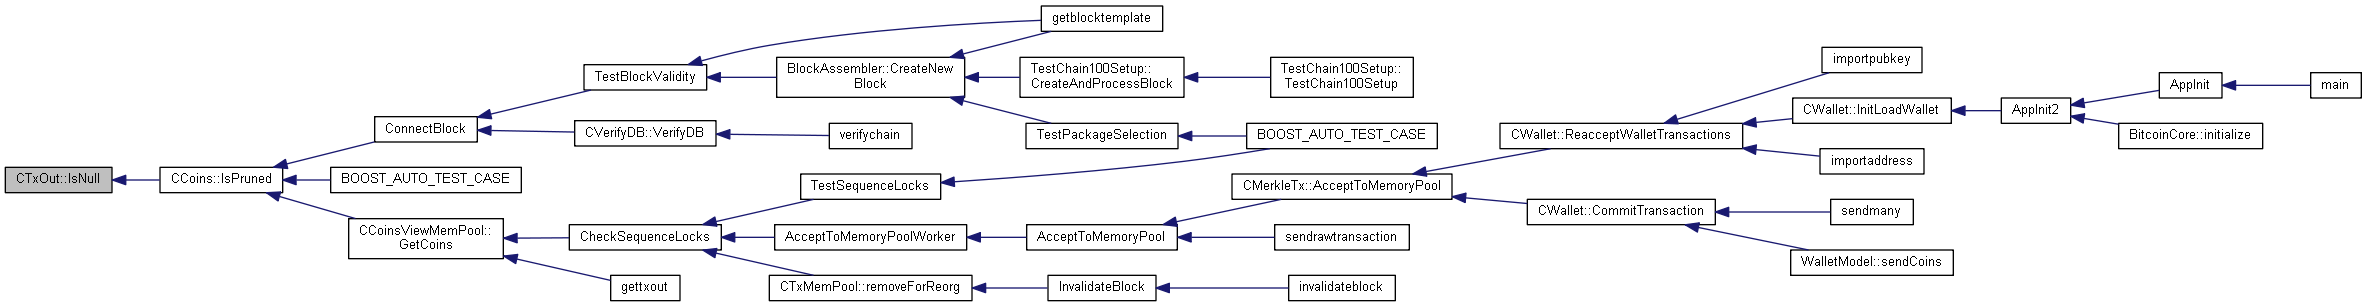 CTxOut::IsNull
CCoins::IsPruned
ConnectBlock
BOOST_AUTO_TEST_CASE
CCoinsViewMemPool::
GetCoins
TestBlockValidity
CVerifyDB::VerifyDB
CheckSequenceLocks
gettxout
BlockAssembler::CreateNew
Block
verifychain
TestSequenceLocks
AcceptToMemoryPoolWorker
CTxMemPool::removeForReorg
getblocktemplate
TestChain100Setup::
CreateAndProcessBlock
TestPackageSelection
AcceptToMemoryPool
InvalidateBlock
TestChain100Setup::
TestChain100Setup
BOOST_AUTO_TEST_CASE
CMerkleTx::AcceptToMemoryPool
sendrawtransaction
invalidateblock
CWallet::ReacceptWalletTransactions
CWallet::CommitTransaction
importpubkey
CWallet::InitLoadWallet
importaddress
sendmany
WalletModel::sendCoins
AppInit2
AppInit
BitcoinCore::initialize
main